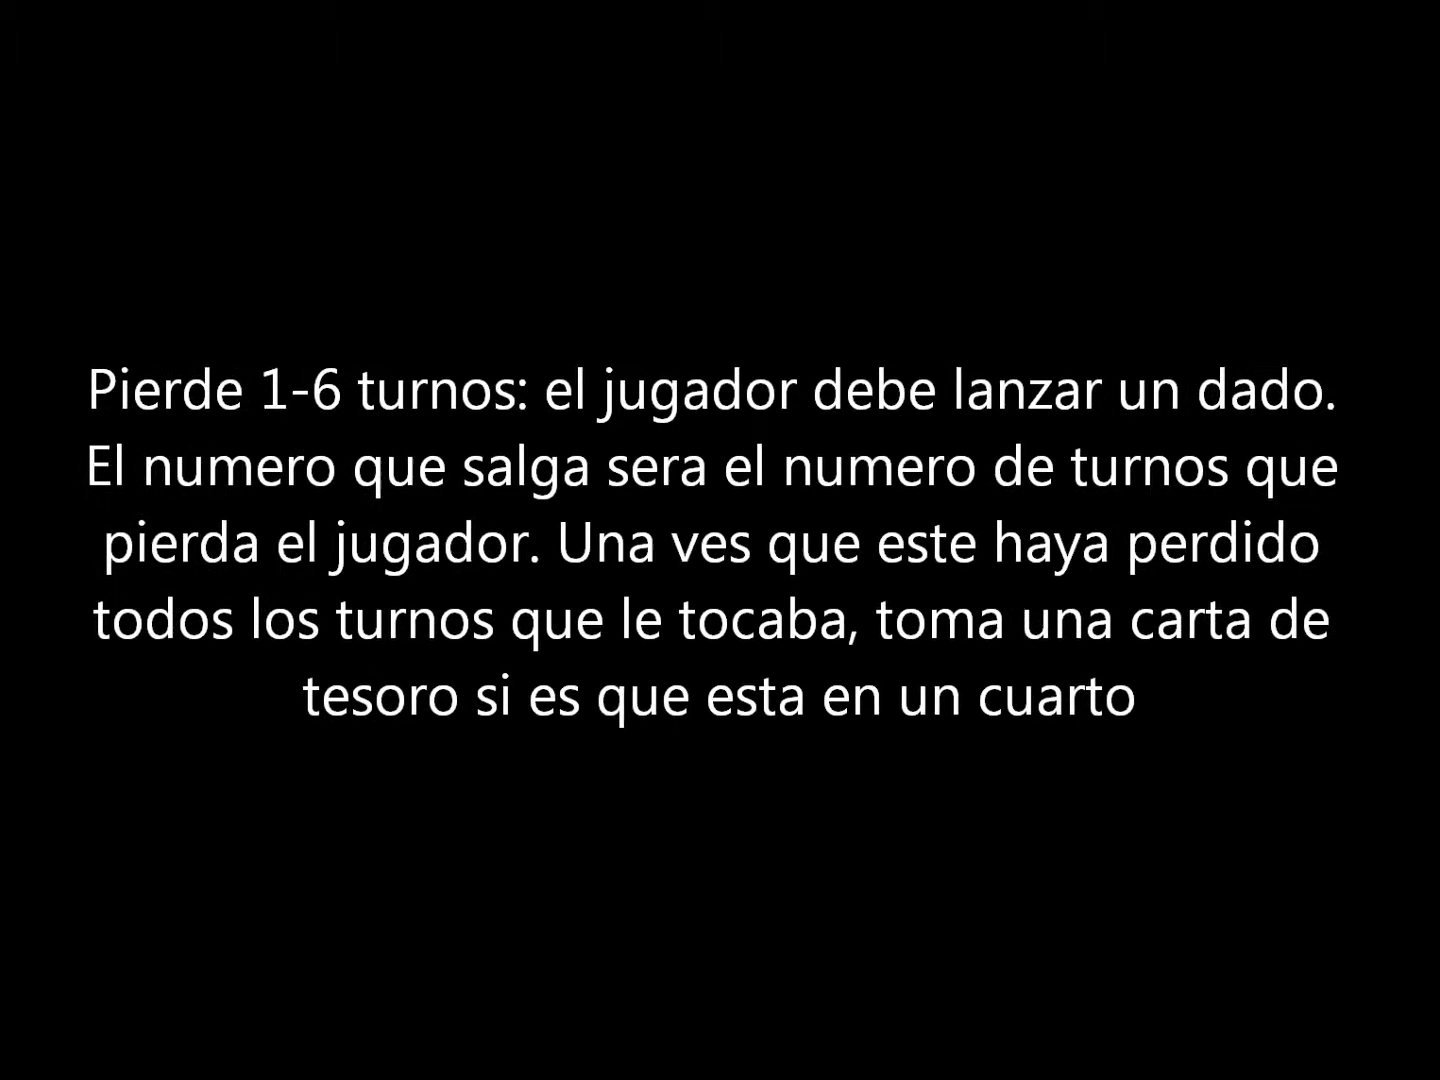 Pierde 1-6 turnos: el jugador debe lanzar un dado.
El numero que salga sera el numero de turnos que
pierda el jugador. Una ves que este haya perdido
todos los turnos que le tocaba, toma una carta de
tesoro si es que esta en un cuarto